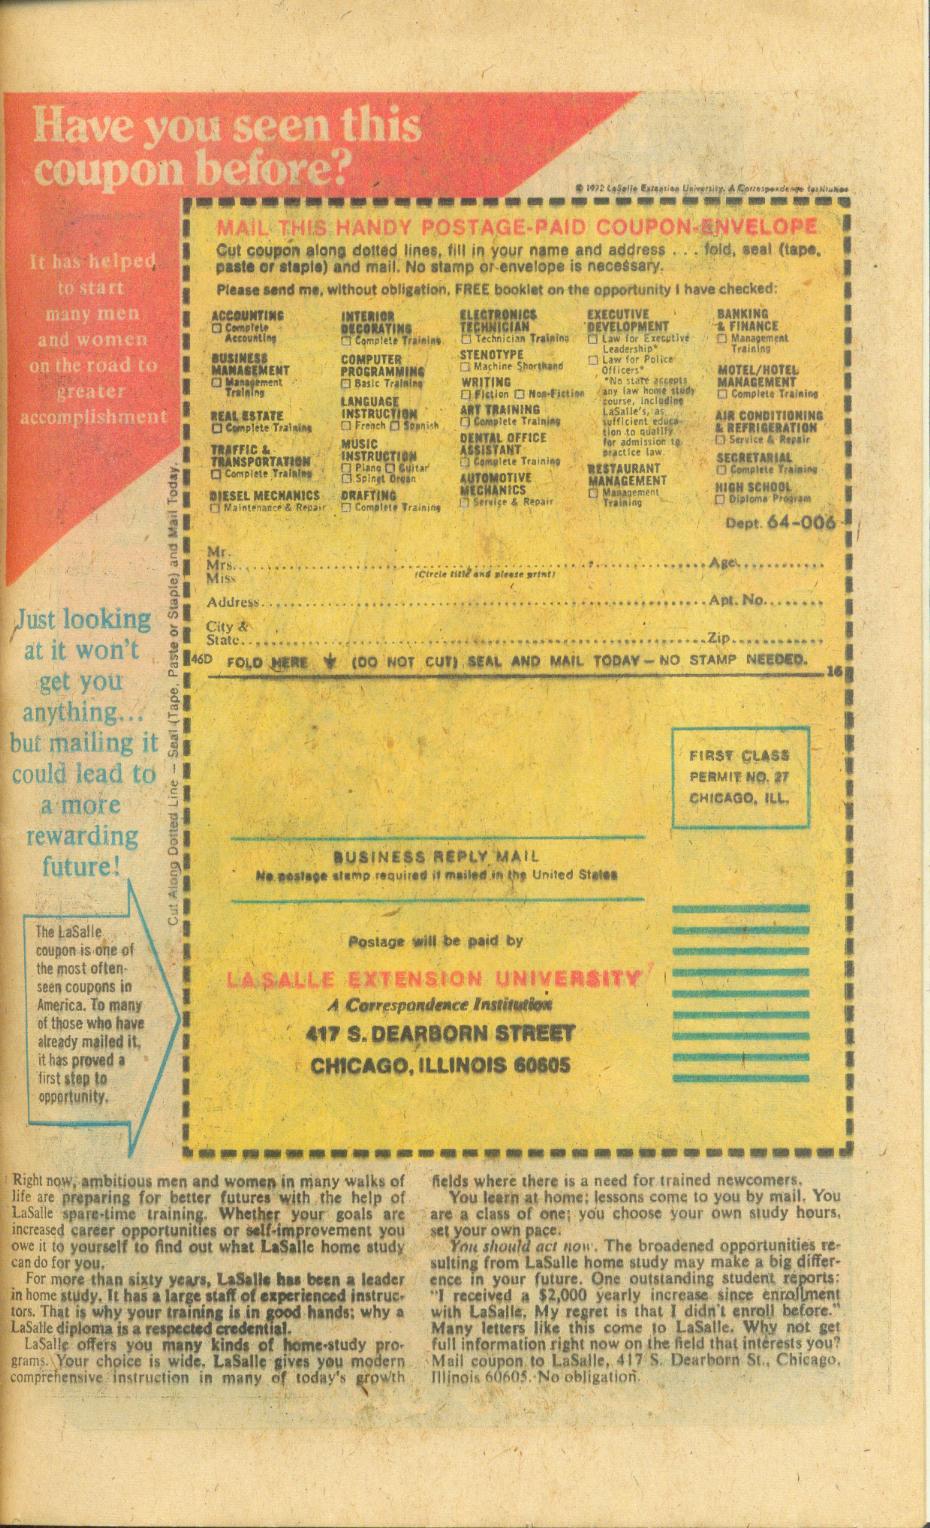 Have you seen this
coupon before?
It has helped
to start
many men
and women
on the road to
greater
accomplishment
© 1972 LaSalle Extension University, A Correspondence Institution
MAIL THIS HANDY POSTAGE-PAID COUPON-ENVELOPE
Cut coupon along dotted lines, fill in your name and address . . . fold, seal (tape,
paste or staple) and mail. No stamp or envelope is necessary.
Please send me, without obligation, FREE booklet on the opportunity I have checked:
ACCOUNTING
☐ Complete
Accounting
BUSINESS
MANAGEMENT
☐ Management
Training
REAL ESTATE
☐ Complete Training
TRAFFIC &
TRANSPORTATION
☐ Complete Training
DIESEL MECHANICS
☐ Maintenance & Repair
INTERIOR
DECORATING
☐ Complete Training
COMPUTER
PROGRAMMING
☐ Basic Training
LANGUAGE
INSTRUCTION
☐ French ☐ Spanish
MUSIC
INSTRUCTION
☐ Piano ☐ Guitar
☐ Spinet Organ
DRAFTING
☐ Complete Training
ELECTRONICS
TECHNICIAN
☐ Technician Training
STENOTYPE
☐ Machine Shorthand
WRITING
☐ Fiction ☐ Non-Fiction
ART TRAINING
☐ Complete Training
DENTAL OFFICE
ASSISTANT
☐ Complete Training
AUTOMOTIVE
MECHANICS
☐ Service & Repair
EXECUTIVE
DEVELOPMENT
☐ Law for Executive
Leadership*
☐ Law for Police
Officers*
*No state accepts
any law home study
course, including
LaSalle's, as
sufficient educa-
tion to qualify
for admission to
practice law.
RESTAURANT
MANAGEMENT
☐ Management
Training
BANKING
& FINANCE
☐ Management
Training
MOTEL/HOTEL
MANAGEMENT
☐ Complete Training
AIR CONDITIONING
& REFRIGERATION
☐ Service & Repair
SECRETARIAL
☐ Complete Training
HIGH SCHOOL
☐ Diploma Program
Dept. 64-006
Mr.
Mrs. Age
Miss (Circle title and please print)
Address Apt. No.
City &
State Zip
46D FOLD HERE (DO NOT CUT) SEAL AND MAIL TODAY — NO STAMP NEEDED.
16
Cut Along Dotted Line — Seal (Tape, Paste or Staple) and Mail Today.
Just looking
at it won't
get you
anything...
but mailing it
could lead to
a more
rewarding
future!
The LaSalle
coupon is one of
the most often-
seen coupons in
America. To many
of those who have
already mailed it,
it has proved a
first step to
opportunity.
FIRST CLASS
PERMIT NO. 27
CHICAGO, ILL.
BUSINESS REPLY MAIL
No postage stamp required if mailed in the United States
Postage will be paid by
LASALLE EXTENSION UNIVERSITY
A Correspondence Institution
417 S. DEARBORN STREET
CHICAGO, ILLINOIS 60605
Right now, ambitious men and women in many walks of
life are preparing for better futures with the help of
LaSalle spare-time training. Whether your goals are
increased career opportunities or self-improvement you
owe it to yourself to find out what LaSalle home study
can do for you.
For more than sixty years, LaSalle has been a leader
in home study. It has a large staff of experienced instruc-
tors. That is why your training is in good hands; why a
LaSalle diploma is a respected credential.
LaSalle offers you many kinds of home-study pro-
grams. Your choice is wide. LaSalle gives you modern
comprehensive instruction in many of today's growth
fields where there is a need for trained newcomers.
You learn at home; lessons come to you by mail. You
are a class of one; you choose your own study hours,
set your own pace.
You should act now. The broadened opportunities re-
sulting from LaSalle home study may make a big differ-
ence in your future. One outstanding student reports:
"I received a $2,000 yearly increase since enrollment
with LaSalle. My regret is that I didn't enroll before."
Many letters like this come to LaSalle. Why not get
full information right now on the field that interests you?
Mail coupon to LaSalle, 417 S. Dearborn St., Chicago,
Illinois 60605. No obligation.